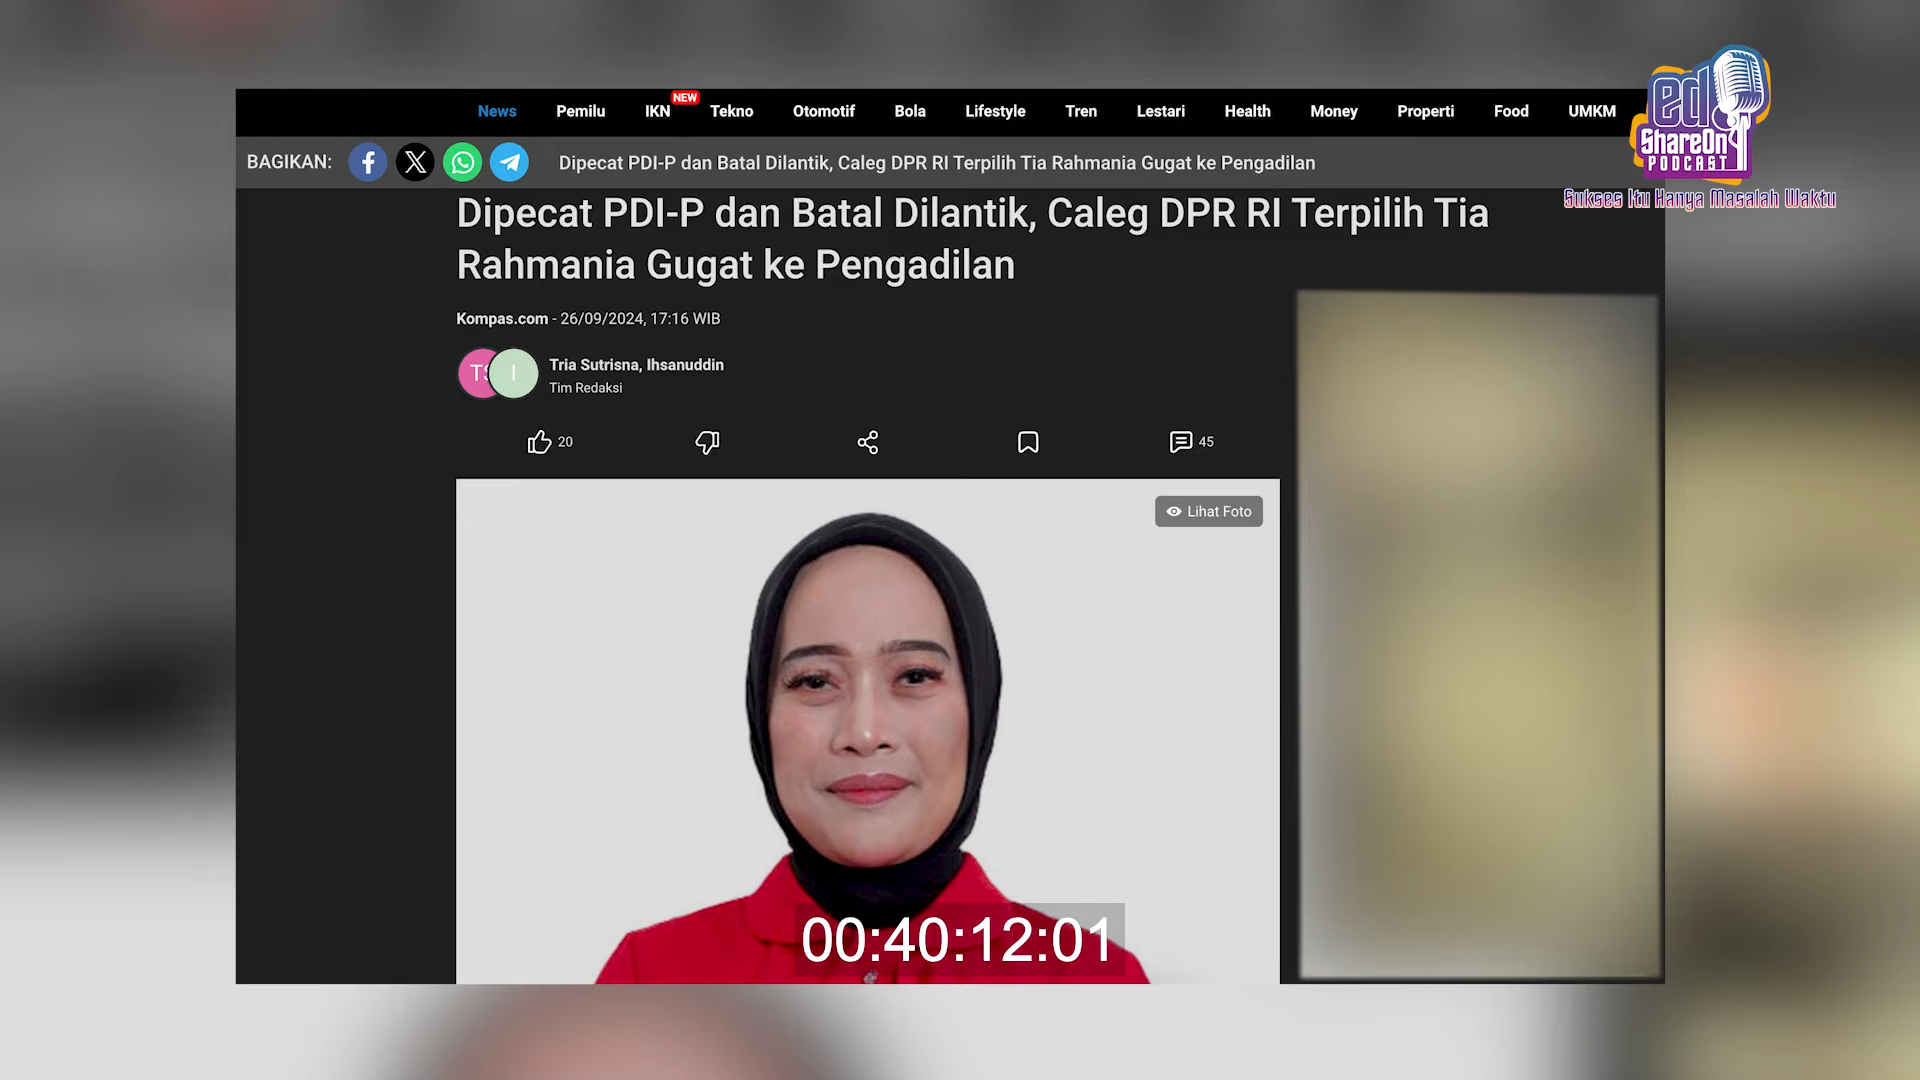 News Pemilu IKN NEW Tekno Otomotif Bola Lifestyle Tren Lestari Health Money Properti Food UMKM
ed
ShareOn
PODCAST
Sukses Itu Hanya Masalah Waktu
BAGIKAN: Dipecat PDI-P dan Batal Dilantik, Caleg DPR RI Terpilih Tia Rahmania Gugat ke Pengadilan
Dipecat PDI-P dan Batal Dilantik, Caleg DPR RI Terpilih Tia
Rahmania Gugat ke Pengadilan
Kompas.com - 26/09/2024, 17:16 WIB
TS I
Tria Sutrisna, Ihsanuddin
Tim Redaksi
20 45
Lihat Foto
00:40:12:01